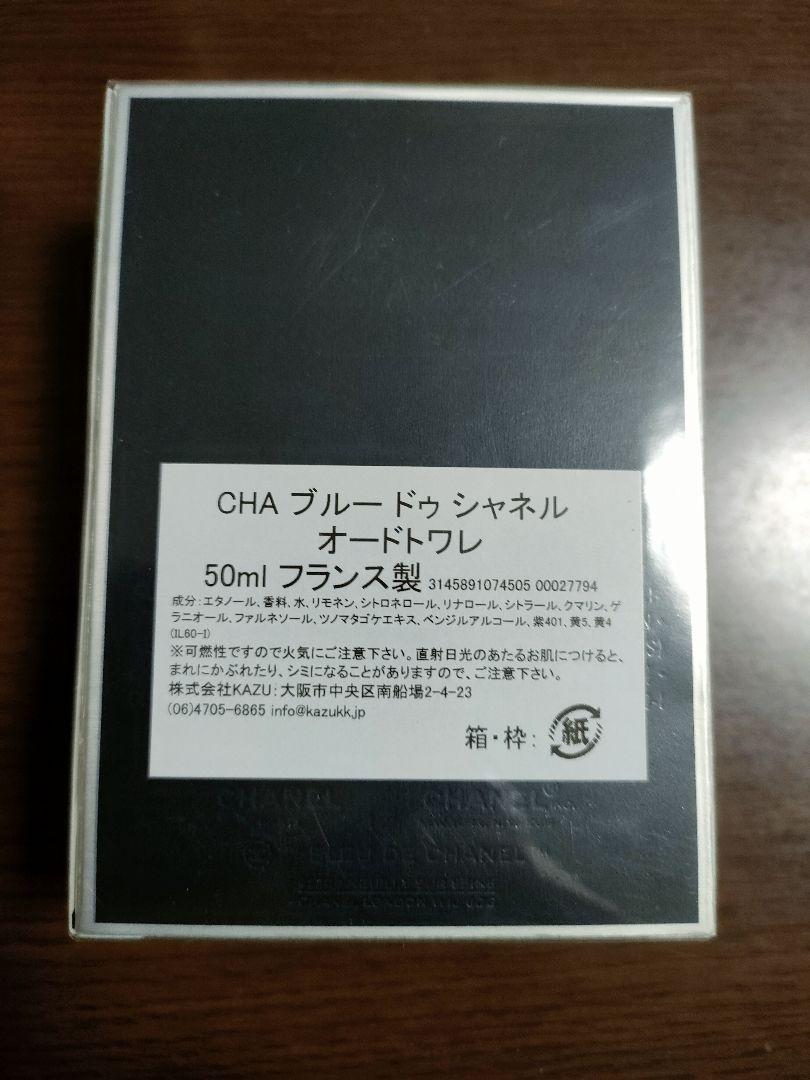 CHA ブルー ドゥ シャネル
オードトワレ
50ml フランス製 3145891074505 00027794
成分:エタノール、香料、水、リモネン、シトロネロール、リナロール、シトラール、クマリン、ゲ
ラニオール、ファルネソール、ツノマタゴケエキス、ベンジルアルコール、紫401、黄5、黄4
(IL60-I)
※可燃性ですので火気にご注意下さい。直射日光のあたるお肌につけると、
まれにかぶれたり、シミになることがありますので、ご注意下さい。
株式会社KAZU:大阪市中央区南船場2-4-23
(06)4705-6865 info@kazukk.jp
箱・枠: 紙
CHANEL CHANEL
BLEU DE CHANEL
CHANEL LONDON W1J